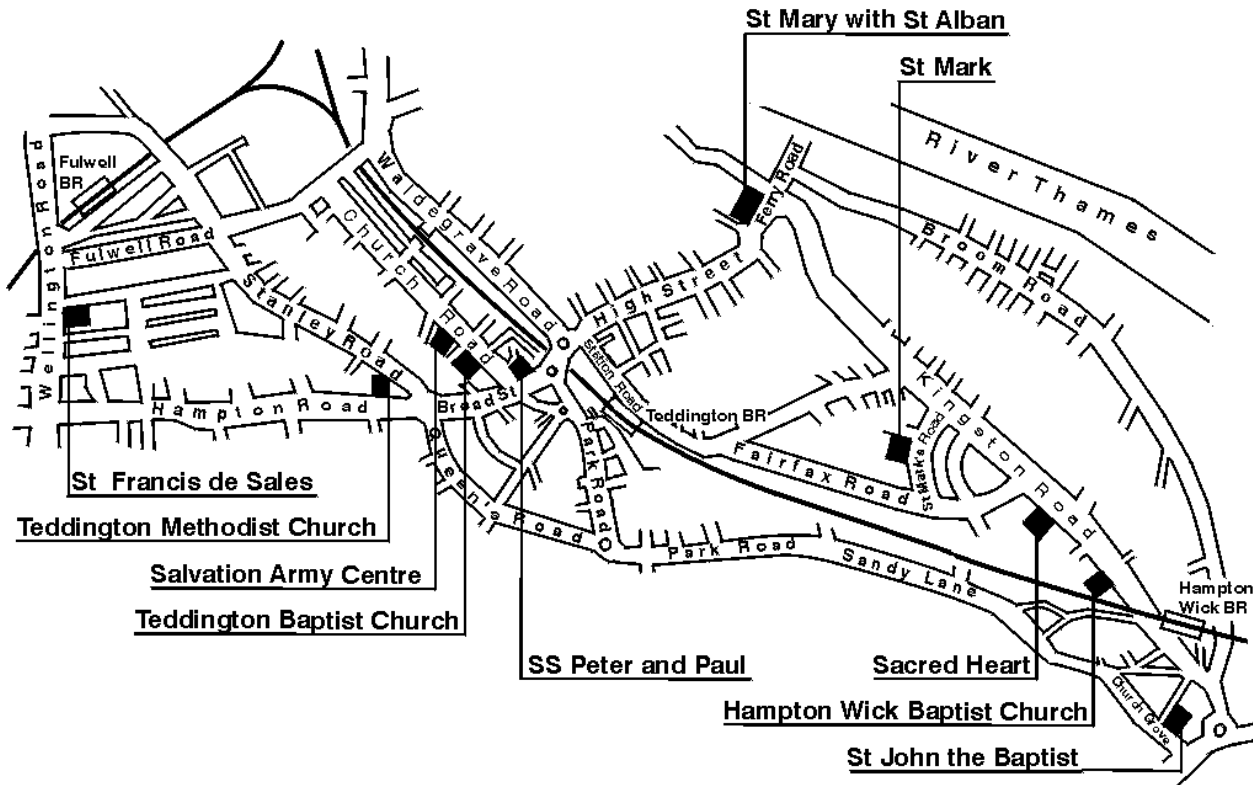 St Mary with St Alban
St Mark
River Thames
Fulwell
BR
Wellington Road
Fulwell Road
Waldegrave Road
Church Road
Ferry Road
Broom Road
High Street
Stanley Road
Station Road
Wellington Road
Hampton Road
Broad St
Teddington BR
Kingston Road
St Mark's Road
Fairfax Road
Park Road
Queen's Road
St Francis de Sales
Teddington Methodist Church
Park Road
Sandy Lane
Salvation Army Centre
Hampton
Wick BR
Teddington Baptist Church
SS Peter and Paul
Sacred Heart
Church Grove
Hampton Wick Baptist Church
St John the Baptist